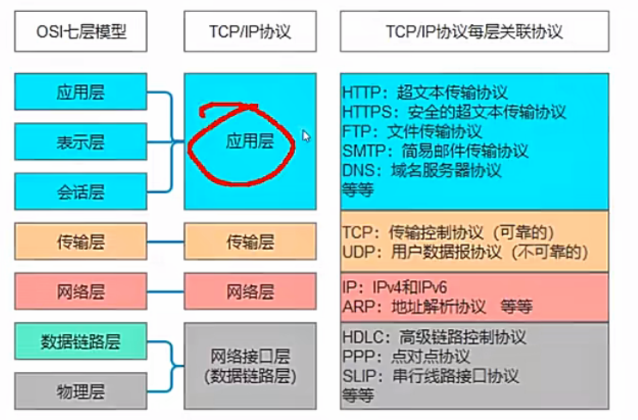 OSI七层模型
TCP/IP协议
TCP/IP协议每层关联协议
应用层
表示层
会话层
应用层
HTTP：超文本传输协议
HTTPS：安全的超文本传输协议
FTP：文件传输协议
SMTP：简易邮件传输协议
DNS：域名服务器协议
等等
传输层
传输层
TCP：传输控制协议（可靠的）
UDP：用户数据报协议（不可靠的）
网络层
网络层
IP：IPv4和IPv6
ARP：地址解析协议 等等
数据链路层
物理层
网络接口层
(数据链路层)
HDLC：高级链路控制协议
PPP：点对点协议
SLIP：串行线路接口协议
等等